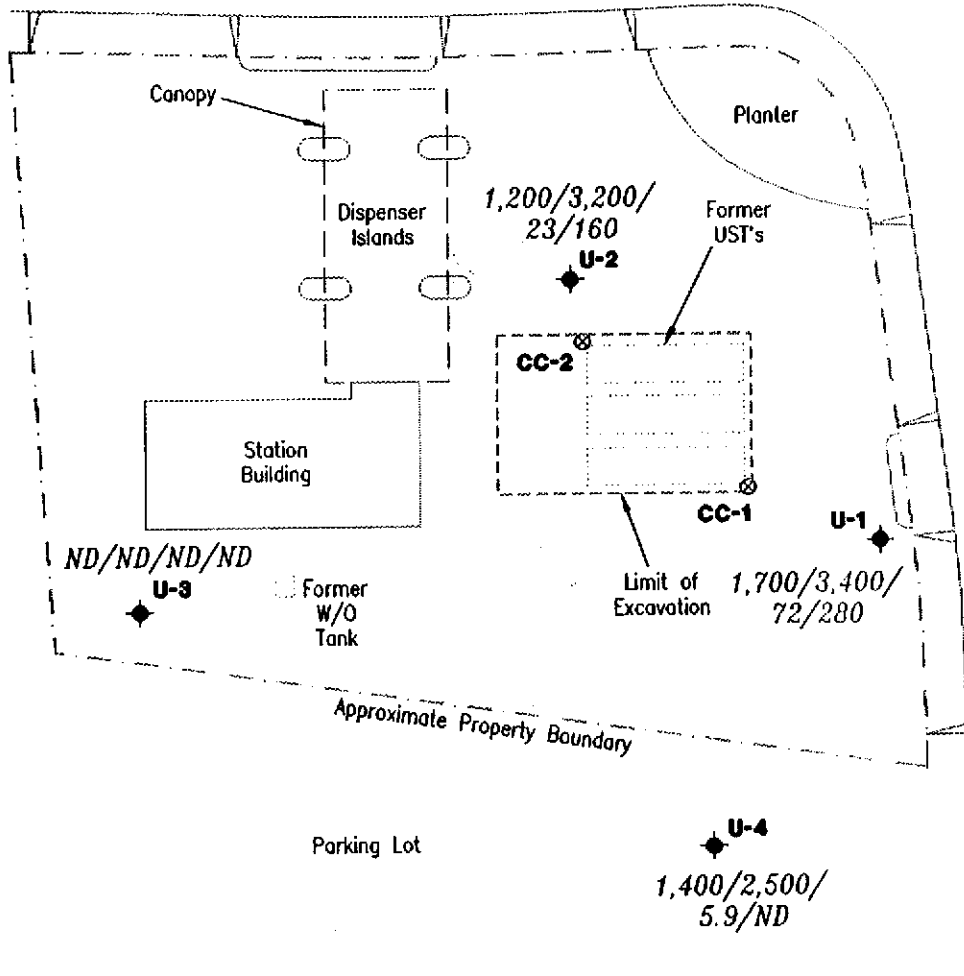 Canopy
Planter
Dispenser
Islands
1,200/3,200/
23/160
U-2
Former
UST's
CC-2
Station
Building
CC-1
U-1
ND/ND/ND/ND
U-3
Former
W/O
Tank
Limit of
Excavation
1,700/3,400/
72/280
Approximate Property Boundary
Parking Lot
U-4
1,400/2,500/
5.9/ND